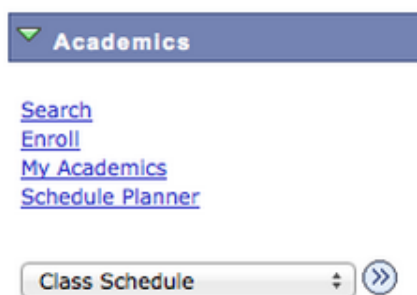 Academics
Search
Enroll
My Academics
Schedule Planner
Class Schedule